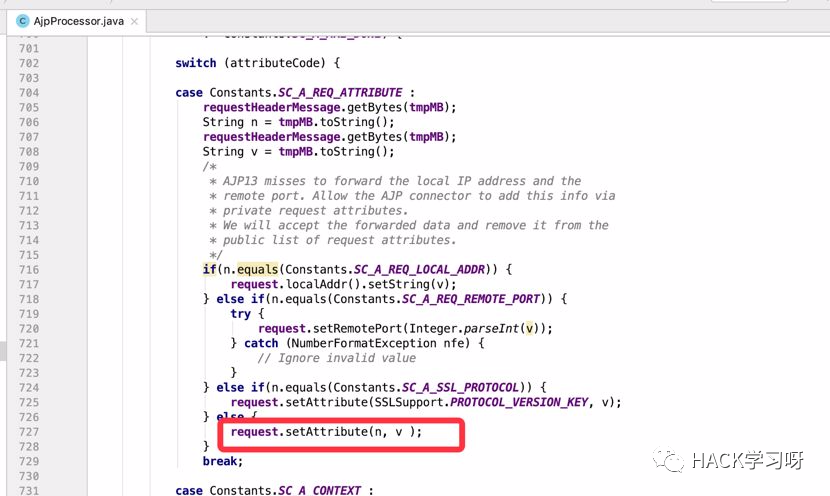 AjpProcessor.java
701
702 switch (attributeCode) {
703
704 case Constants.SC_A_REQ_ATTRIBUTE :
705 requestHeaderMessage.getBytes(tmpMB);
706 String n = tmpMB.toString();
707 requestHeaderMessage.getBytes(tmpMB);
708 String v = tmpMB.toString();
709 /*
710 * AJP13 misses to forward the local IP address and the
711 * remote port. Allow the AJP connector to add this info via
712 * private request attributes.
713 * We will accept the forwarded data and remove it from the
714 * public list of request attributes.
715 */
716 if(n.equals(Constants.SC_A_REQ_LOCAL_ADDR)) {
717 request.localAddr().setString(v);
718 } else if(n.equals(Constants.SC_A_REQ_REMOTE_PORT)) {
719 try {
720 request.setRemotePort(Integer.parseInt(v));
721 } catch (NumberFormatException nfe) {
722 // Ignore invalid value
723 }
724 } else if(n.equals(Constants.SC_A_SSL_PROTOCOL)) {
725 request.setAttribute(SSLSupport.PROTOCOL_VERSION_KEY, v);
726 } else {
727 request.setAttribute(n, v );
728 }
729 break;
730
731 case Constants.SC_A_CONTEXT :
HACK学习呀